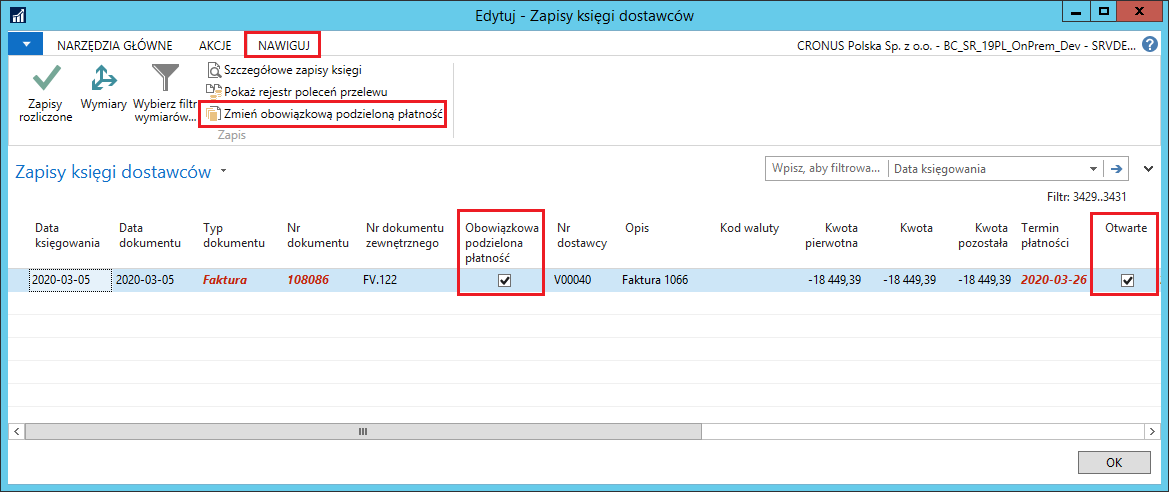 Edytuj - Zapisy księgi dostawców
NARZĘDZIA GŁÓWNE AKCJE NAWIGUJ
CRONUS Polska Sp. z o.o. - BC_SR_19PL_OnPrem_Dev - SRVDE...
Zapisy rozliczone
Wymiary
Wybierz filtr wymiarów...
Szczegółowe zapisy księgi
Pokaż rejestr poleceń przelewu
Zmień obowiązkową podzieloną płatność
Zapis
Zapisy księgi dostawców
Wpisz, aby filtrowa... Data księgowania
Filtr: 3429..3431
Data księgowania Data dokumentu Typ dokumentu Nr dokumentu Nr dokumentu zewnętrznego Obowiązkowa podzielona płatność Nr dostawcy Opis Kod waluty Kwota pierwotna Kwota Kwota pozostała Termin płatności Otwarte
2020-03-05 2020-03-05 Faktura 108086 FV.122 V00040 Faktura 1066 -18 449,39 -18 449,39 -18 449,39 2020-03-26
OK